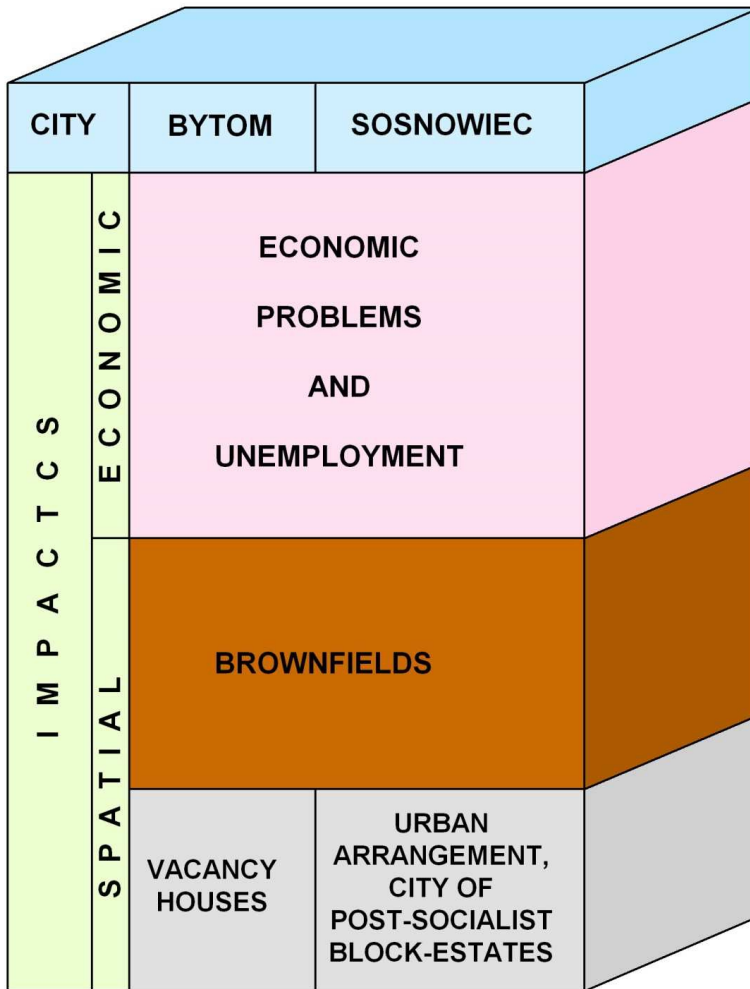 CITY
BYTOM
SOSNOWIEC
IMPACTCS
ECONOMIC
ECONOMIC
PROBLEMS
AND
UNEMPLOYMENT
SPATIAL
BROWNFIELDS
VACANCY
HOUSES
URBAN
ARRANGEMENT,
CITY OF
POST-SOCIALIST
BLOCK-ESTATES